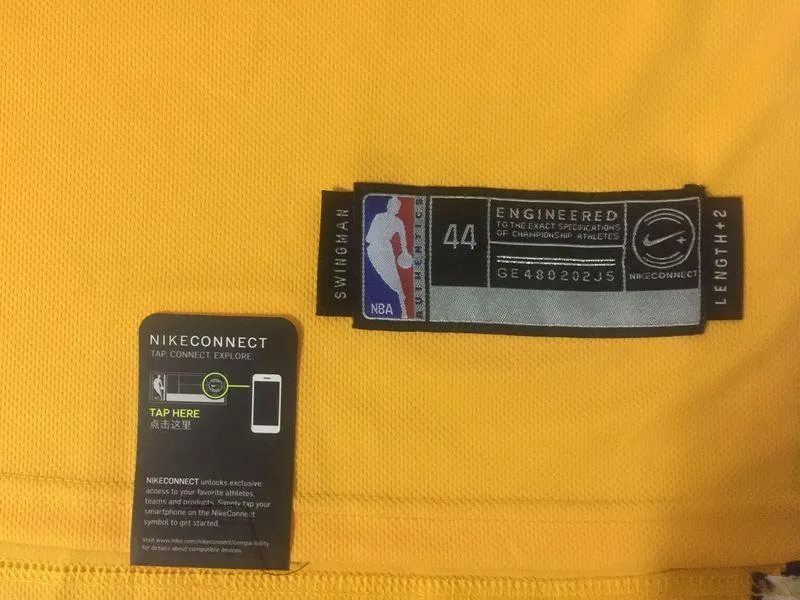 SWINGMAN
NBA
AUTHENTICS
44
ENGINEERED
TO THE EXACT SPECIFICATIONS
OF CHAMPIONSHIP ATHLETES
GE480202J5
NIKECONNECT
LENGTH+2
NIKECONNECT
TAP. CONNECT. EXPLORE.
TAP HERE
点击这里
NIKECONNECT unlocks exclusive
access to your favorite athletes,
teams and products. Simply tap your
smartphone on the NikeConnect
symbol to get started.
Visit www.nike.com/nikeconnect/compatibility
for details about compatible devices.